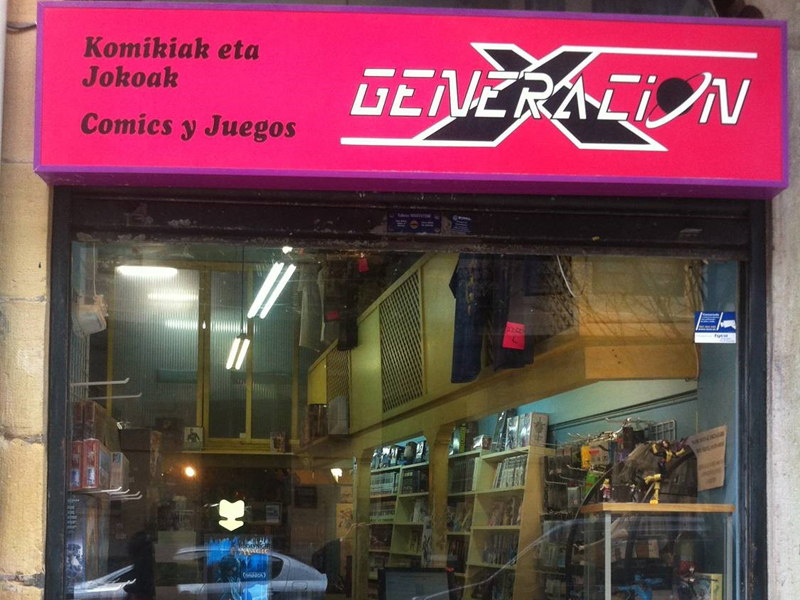 Komikiak eta
Jokoak
Comics y Juegos
GENERACION
X